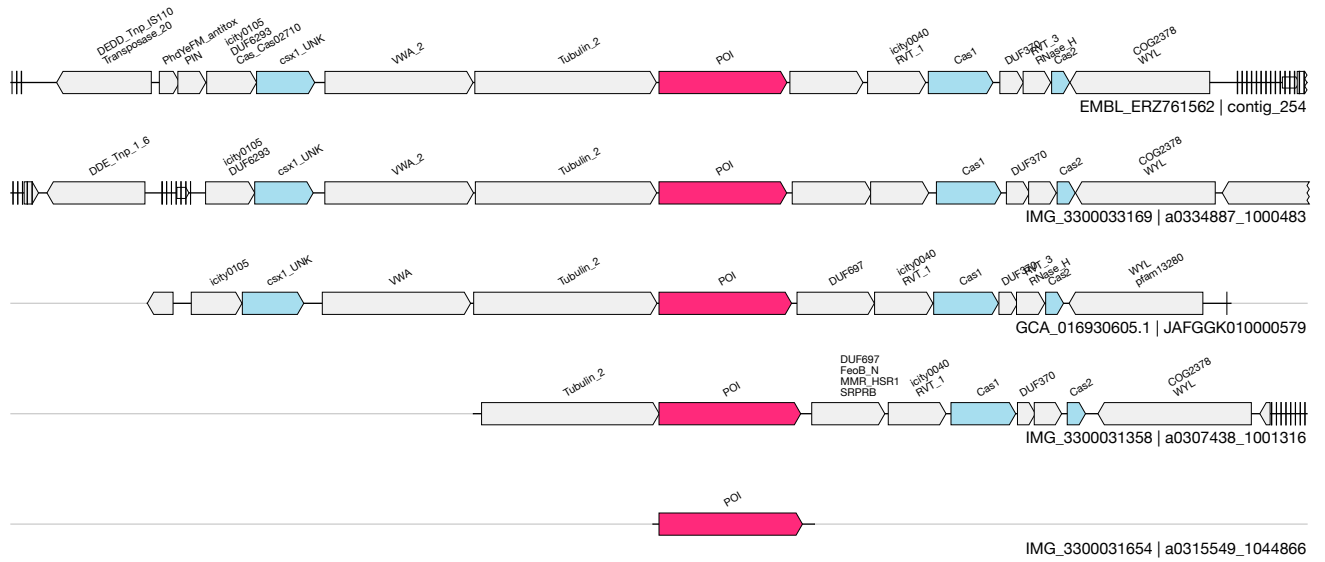 DEDD_Tnp_IS110
Transposase_20
PhdYeFM_antitox
PIN
icity0105
DUF6293
Cas_Cas02710
csx1_UNK
VWA_2
Tubulin_2
POI
icity0040
RVT_1
Cas1
DUF370
RVT_3
RNase_H
Cas2
COG2378
WYL
EMBL_ERZ761562 | contig_254
DDE_Tnp_1_6
icity0105
DUF6293
csx1_UNK
VWA_2
Tubulin_2
POI
Cas1
DUF370
Cas2
COG2378
WYL
IMG_3300033169 | a0334887_1000483
icity0105
csx1_UNK
VWA
Tubulin_2
POI
DUF697
icity0040
RVT_1
Cas1
DUF370
RVT_3
RNase_H
Cas2
WYL
pfam13280
GCA_016930605.1 | JAFGGK010000579
Tubulin_2
POI
DUF697
FeoB_N
MMR_HSR1
SRPRB
icity0040
RVT_1
Cas1
DUF370
Cas2
COG2378
WYL
IMG_3300031358 | a0307438_1001316
POI
IMG_3300031654 | a0315549_1044866